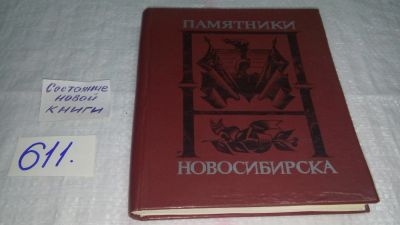 ПАМЯТНИКИ
НОВОСИБИРСКА
Состояние
новой
книги
611.